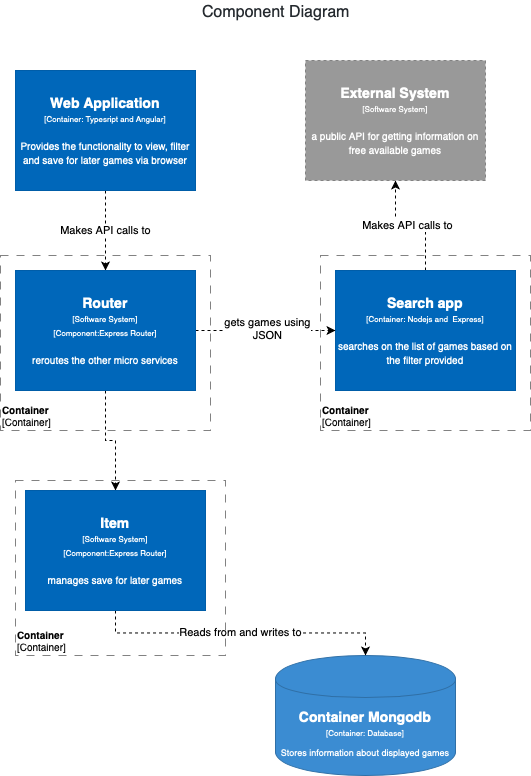 Component Diagram
Web Application
[Container: Typesript and Angular]
Provides the functionality to view, filter
and save for later games via browser
External System
[Software System]
a public API for getting information on
free available games
Makes API calls to
Makes API calls to
Router
[Software System]
[Component:Express Router]
reroutes the other micro services
Container
[Container]
gets games using
JSON
Search app
[Container: Nodejs and  Express]
searches on the list of games based on
the filter provided
Container
[Container]
Item
[Software System]
[Component:Express Router]
manages save for later games
Container
[Container]
Reads from and writes to
Container Mongodb
[Container: Database]
Stores information about displayed games